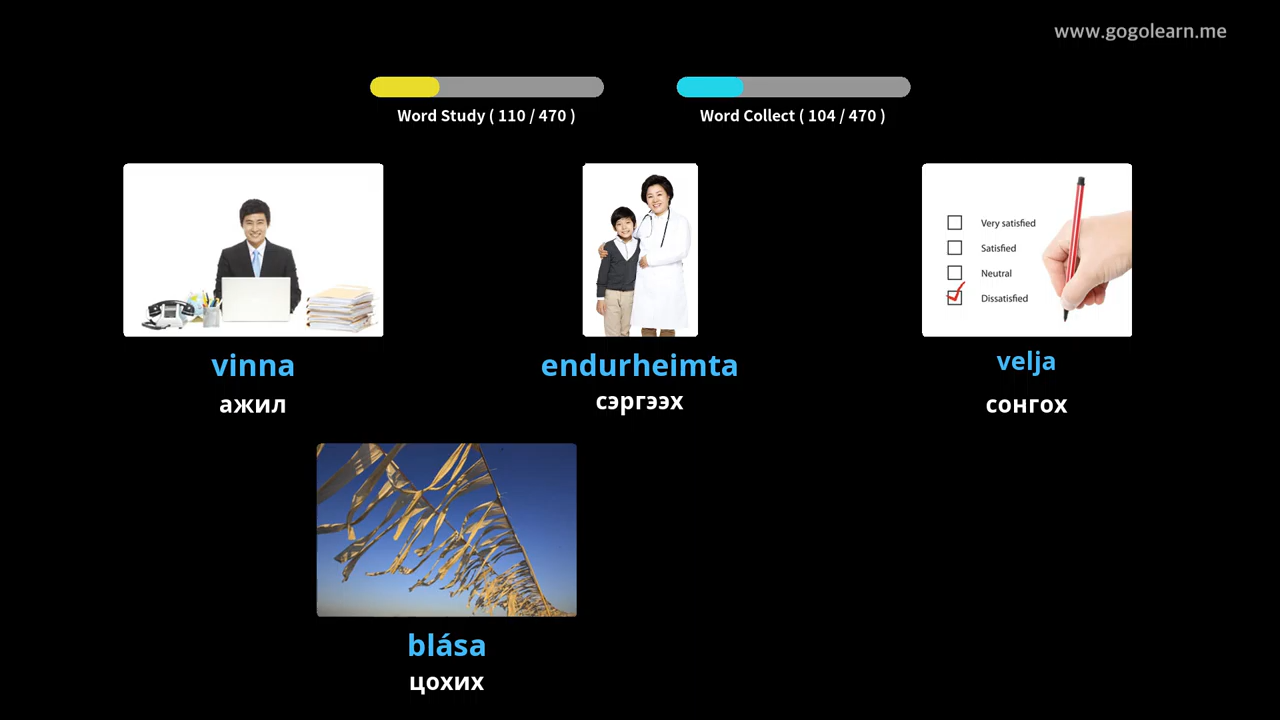 www.gogolearn.me
Word Study ( 110 / 470 )
Word Collect ( 104 / 470 )
Very satisfied
Satisfied
Neutral
Dissatisfied
vinna
ажил
endurheimta
сэргээх
velja
сонгох
blása
цохих